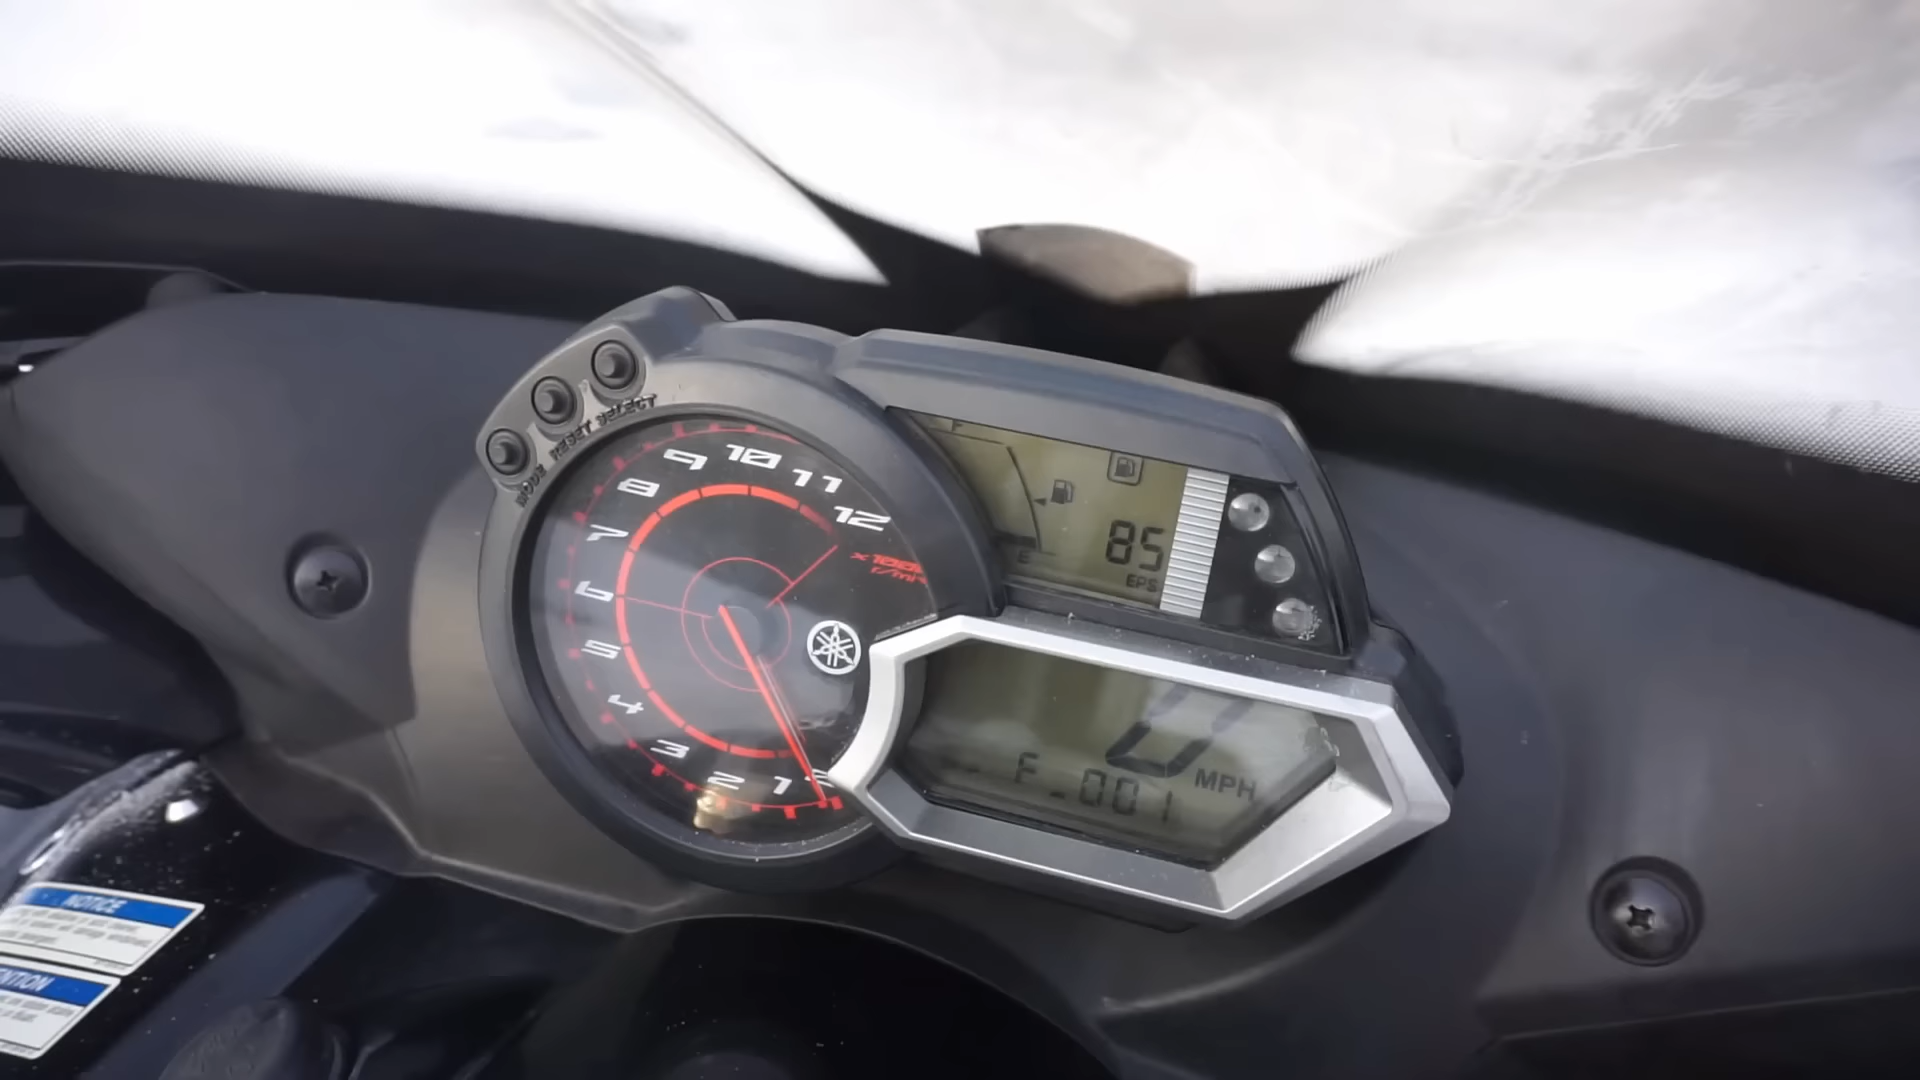 MODE RESET SELECT
9 10 11
8 12
7 x1000
r/min
6
5
4
3
2 1
F
E
85
EPS
0 MPH
F_001
NOTICE